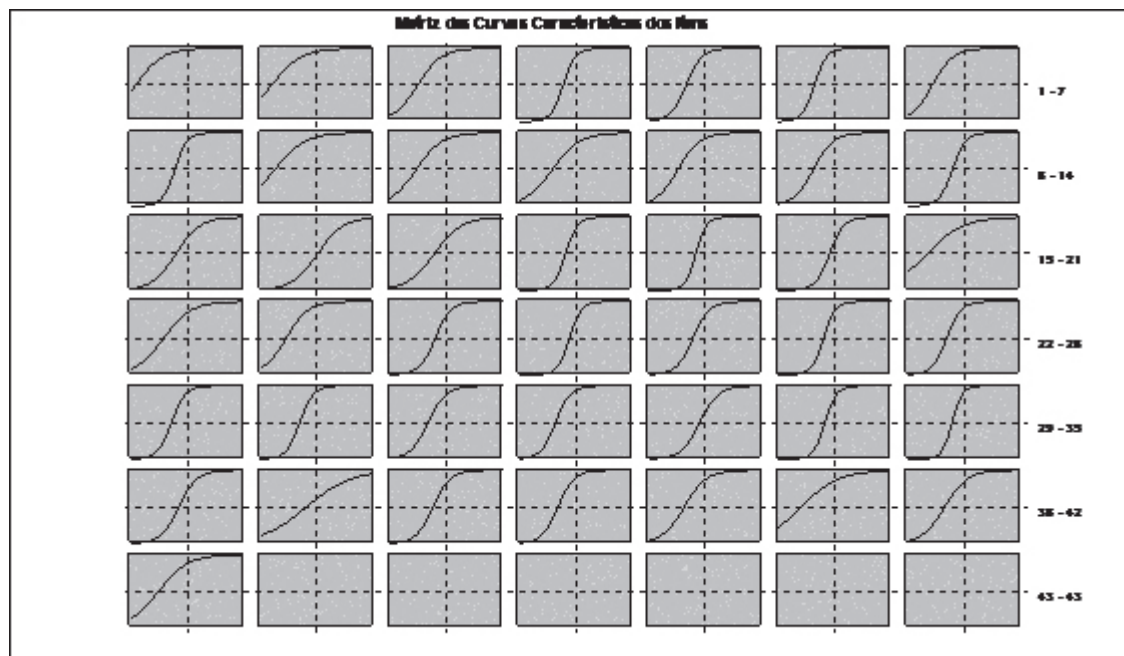 Matriz das Curvas Características dos Itens
1 - 7
8 - 14
15 - 21
22 - 28
29 - 35
36 - 42
43 - 43